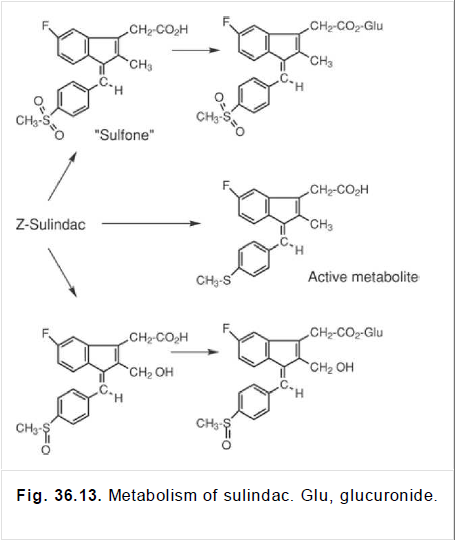 F CH₂-CO₂H
CH₃
C H
O
CH₃-S
O
"Sulfone"
F CH₂-CO₂-Glu
CH₃
C H
O
CH₃-S
O
Z-Sulindac
F CH₂-CO₂H
CH₃
C H
CH₃-S
Active metabolite
F CH₂-CO₂H
CH₂ OH
C H
CH₃-S
O
F CH₂-CO₂-Glu
CH₂ OH
C H
CH₃-S
O
Fig. 36.13. Metabolism of sulindac. Glu, glucuronide.